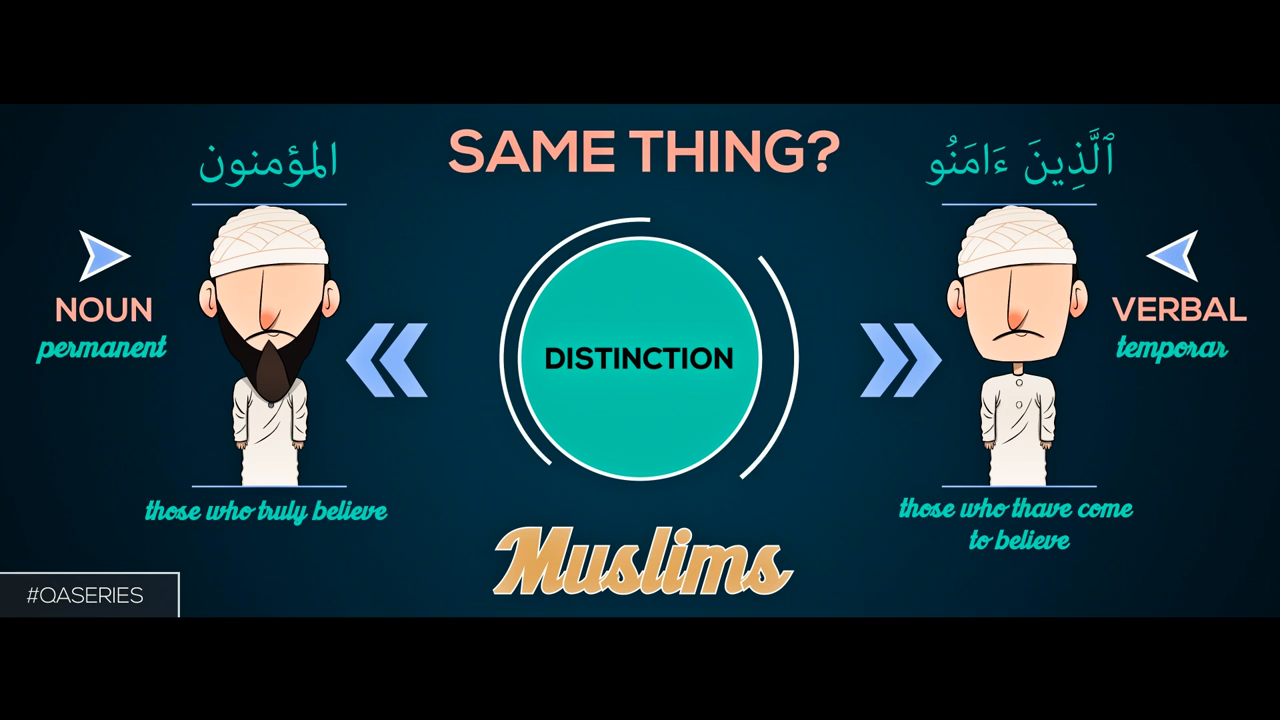 SAME THING?
المؤمنون
ٱلَّذِينَ ءَامَنُو
NOUN
permanent
VERBAL
temporar
DISTINCTION
those who truly believe
those who thave come
to believe
Muslims
#QASERIES